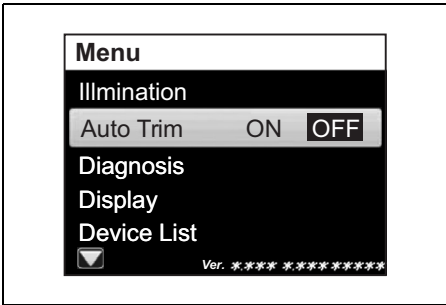 Menu
Illmination
Auto Trim ON OFF
Diagnosis
Display
Device List
Ver. *.*** *.*** *****